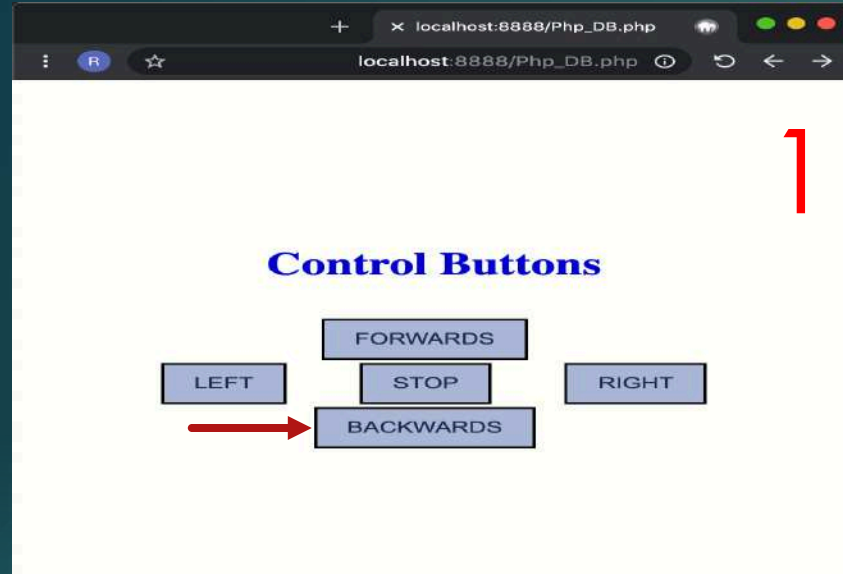 localhost:8888/Php_DB.php
R localhost:8888/Php_DB.php
1
Control Buttons
FORWARDS
LEFT STOP RIGHT
BACKWARDS